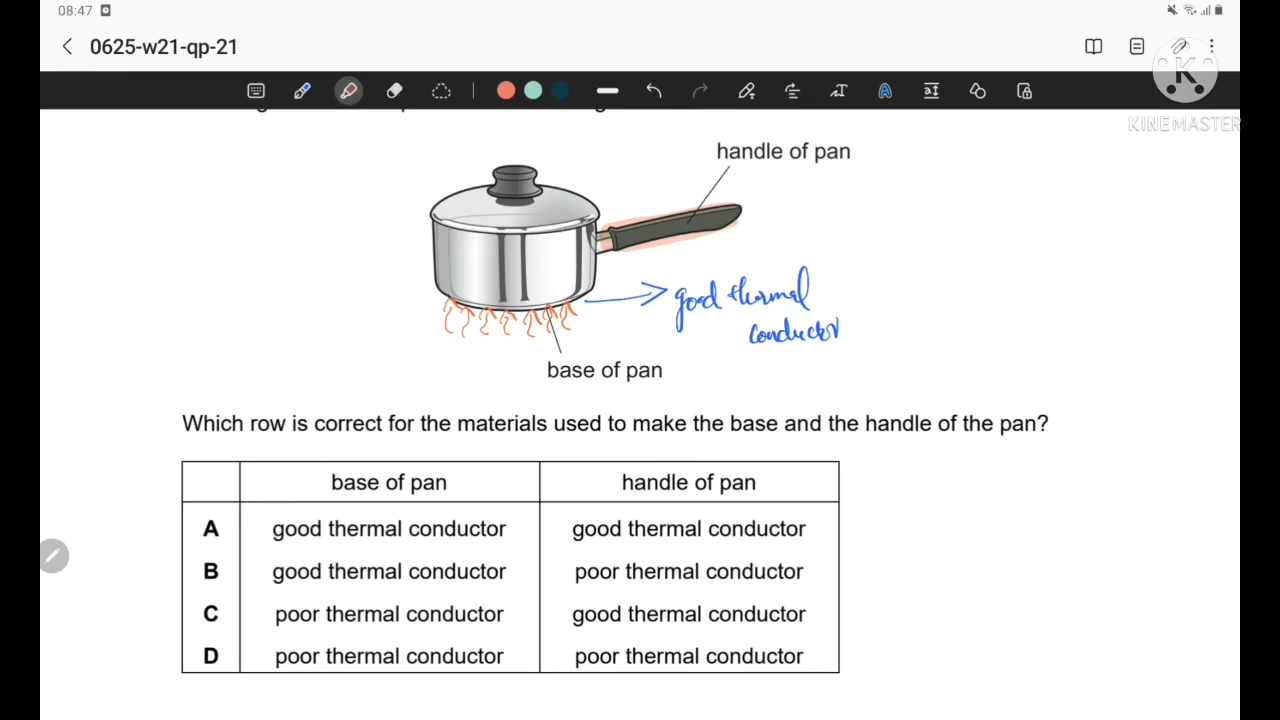 08:47
0625-w21-qp-21
KINEMASTER
handle of pan
good thermal
conductor
base of pan
Which row is correct for the materials used to make the base and the handle of the pan?
base of pan handle of pan
A good thermal conductor good thermal conductor
B good thermal conductor poor thermal conductor
C poor thermal conductor good thermal conductor
D poor thermal conductor poor thermal conductor